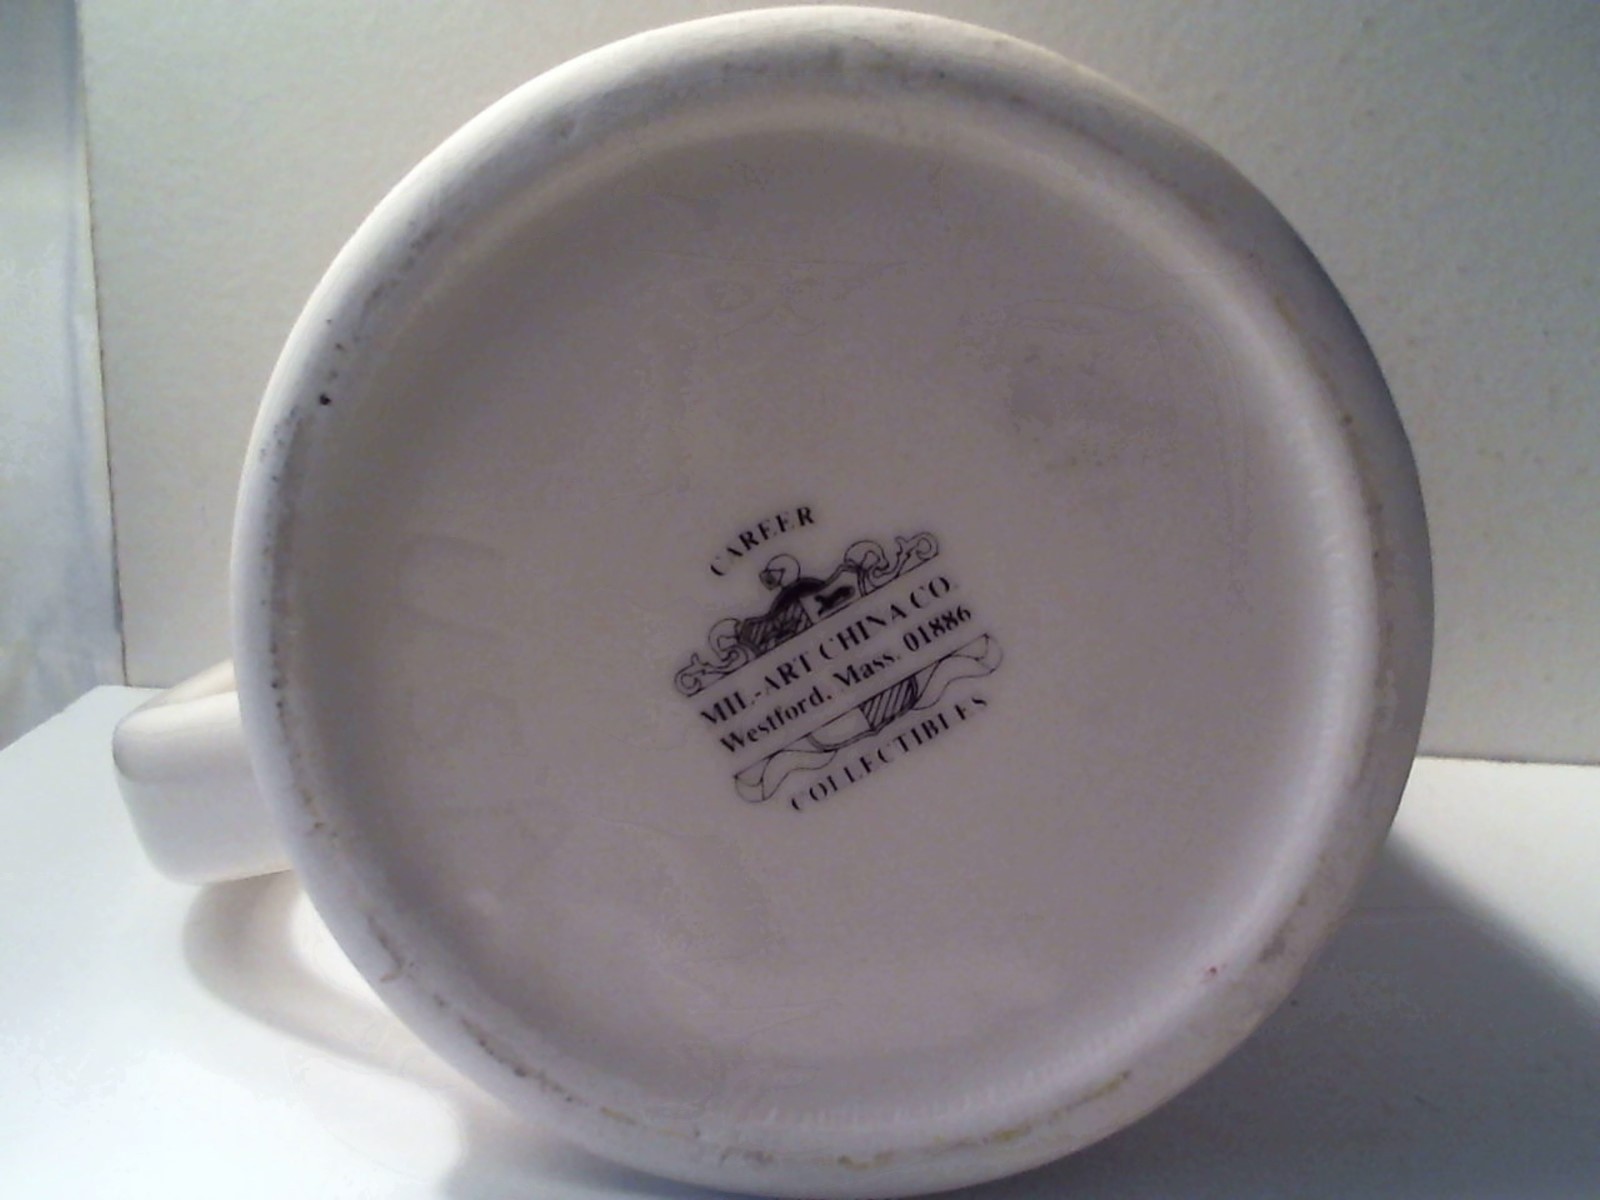 CAREER
MIL-ART CHINA CO.
Westford, Mass. 01886
COLLECTIBLES